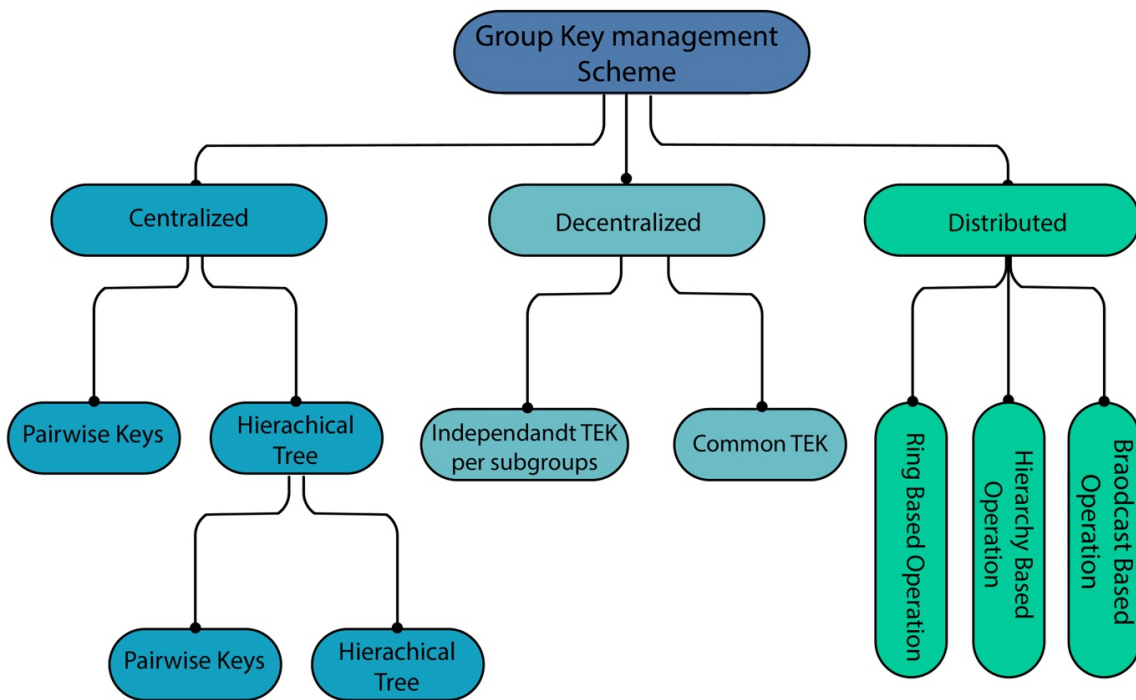 Group Key management
Scheme
Centralized
Decentralized
Distributed
Pairwise Keys
Hierachical
Tree
Independandt TEK
per subgroups
Common TEK
Ring Based Operation
Hierarchy Based
Operation
Braodcast Based
Operation
Pairwise Keys
Hierachical
Tree